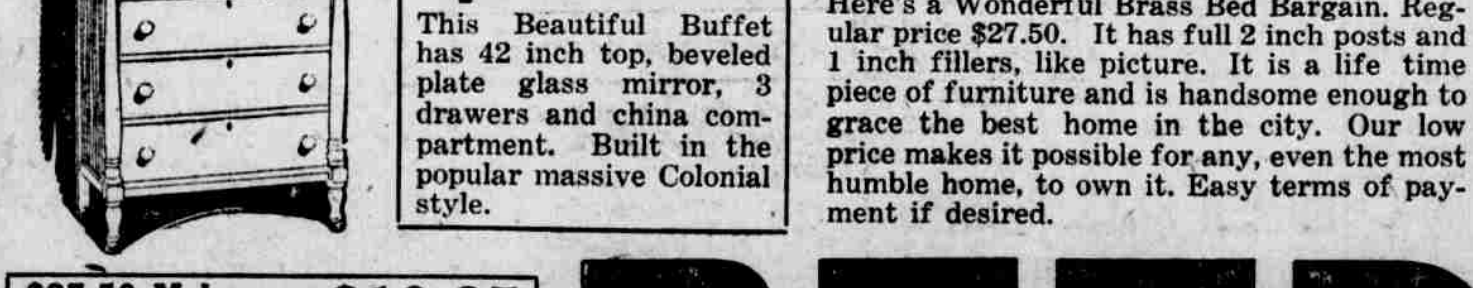 This Beautiful Buffet
has 42 inch top, beveled
plate glass mirror, 3
drawers and china com-
partment. Built in the
popular massive Colonial
style.
Here's a Wonderful Brass Bed Bargain. Reg-
ular price $27.50. It has full 2 inch posts and
1 inch fillers, like picture. It is a life time
piece of furniture and is handsome enough to
grace the best home in the city. Our low
price makes it possible for any, even the most
humble home, to own it. Easy terms of pay-
ment if desired.